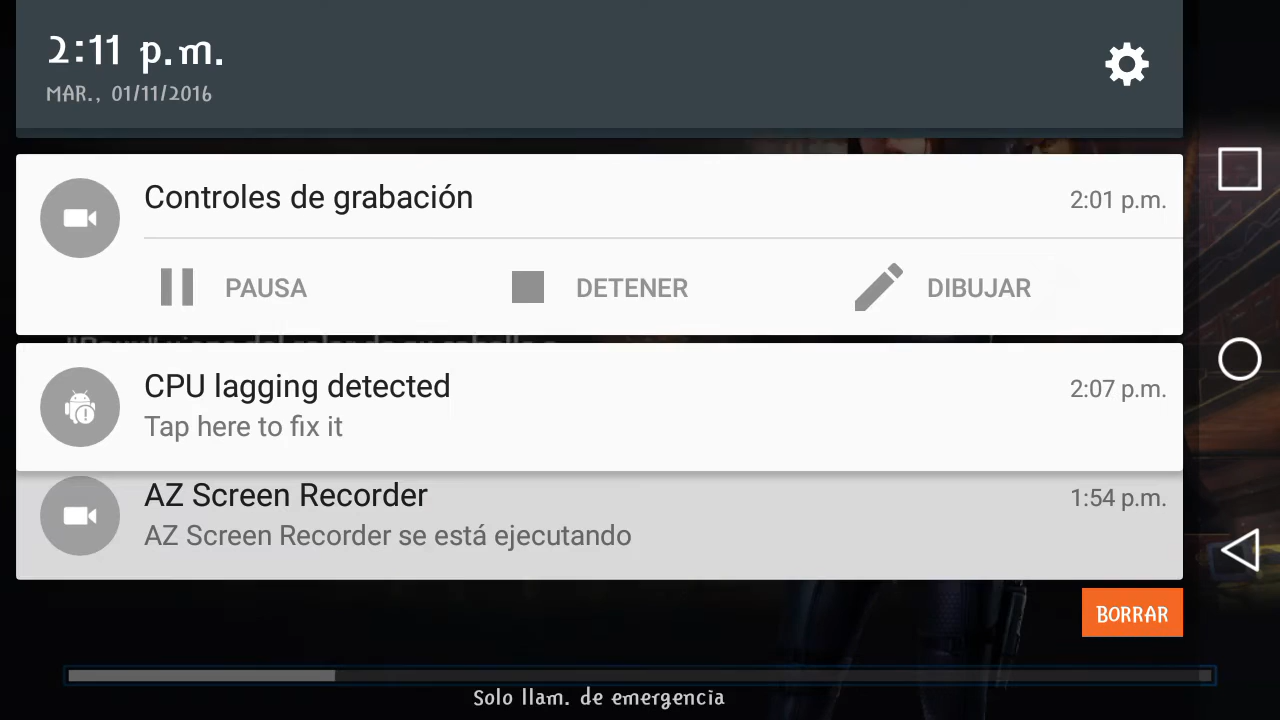 2:11 p.m.
MAR., 01/11/2016
Controles de grabación
2:01 p.m.
PAUSA
DETENER
DIBUJAR
CPU lagging detected
2:07 p.m.
Tap here to fix it
AZ Screen Recorder
1:54 p.m.
AZ Screen Recorder se está ejecutando
BORRAR
Solo llam. de emergencia